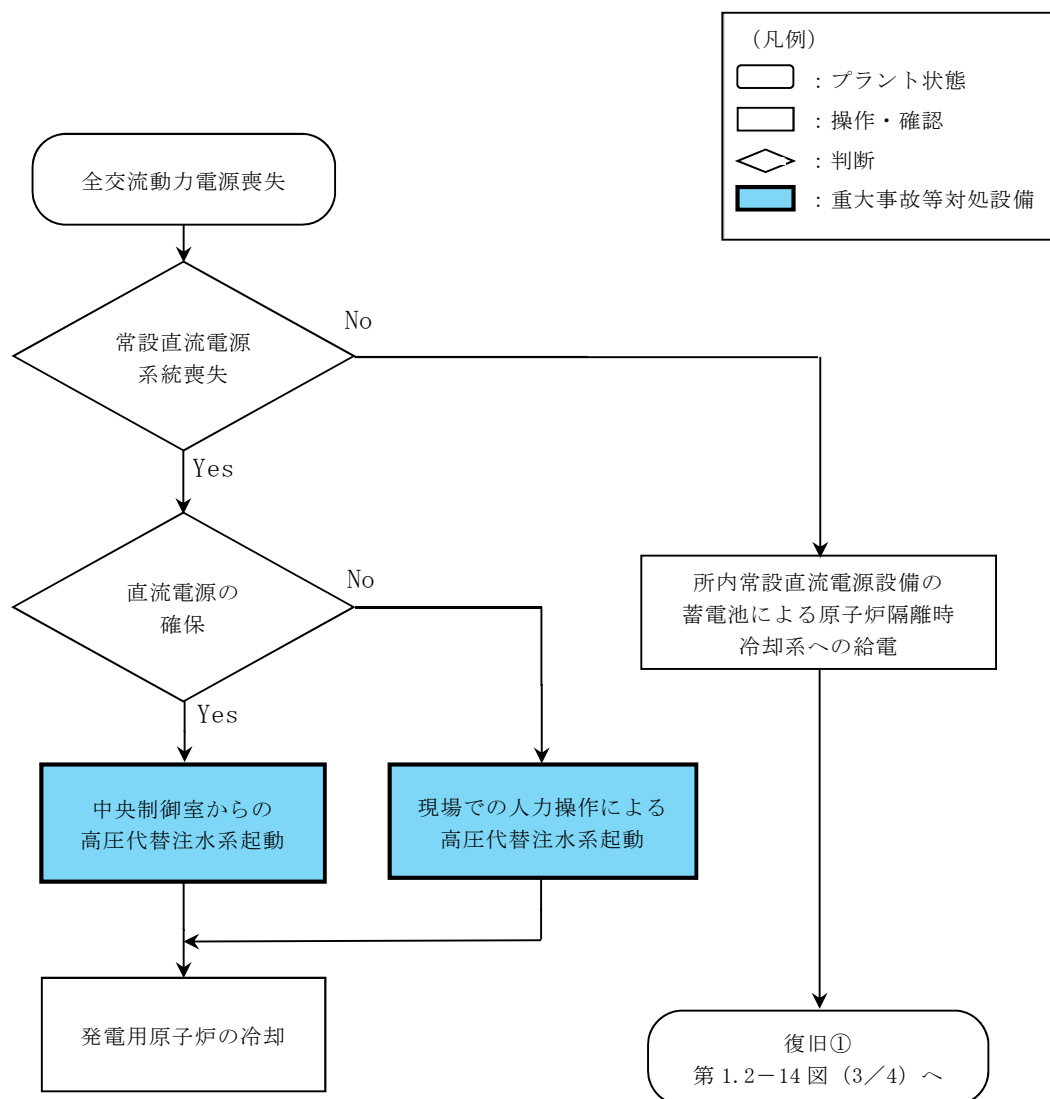 （凡例）
：プラント状態
：操作・確認
：判断
：重大事故等対処設備
全交流動力電源喪失
常設直流電源
系統喪失
No
Yes
直流電源の
確保
No
Yes
所内常設直流電源設備の
蓄電池による原子炉隔離時
冷却系への給電
中央制御室からの
高圧代替注水系起動
現場での人力操作による
高圧代替注水系起動
発電用原子炉の冷却
復旧①
第 1.2－14 図（3／4）へ